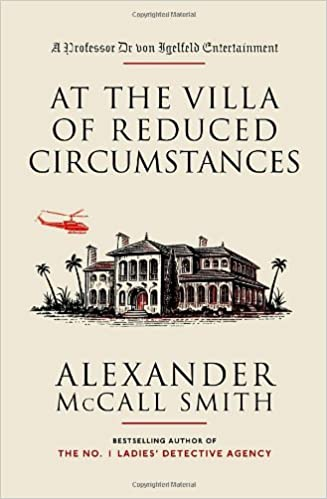 A Professor Dr von Igelfeld Entertainment
AT THE VILLA
OF REDUCED
CIRCUMSTANCES
ALEXANDER
McCALL SMITH
BESTSELLING AUTHOR OF
THE NO. 1 LADIES' DETECTIVE AGENCY